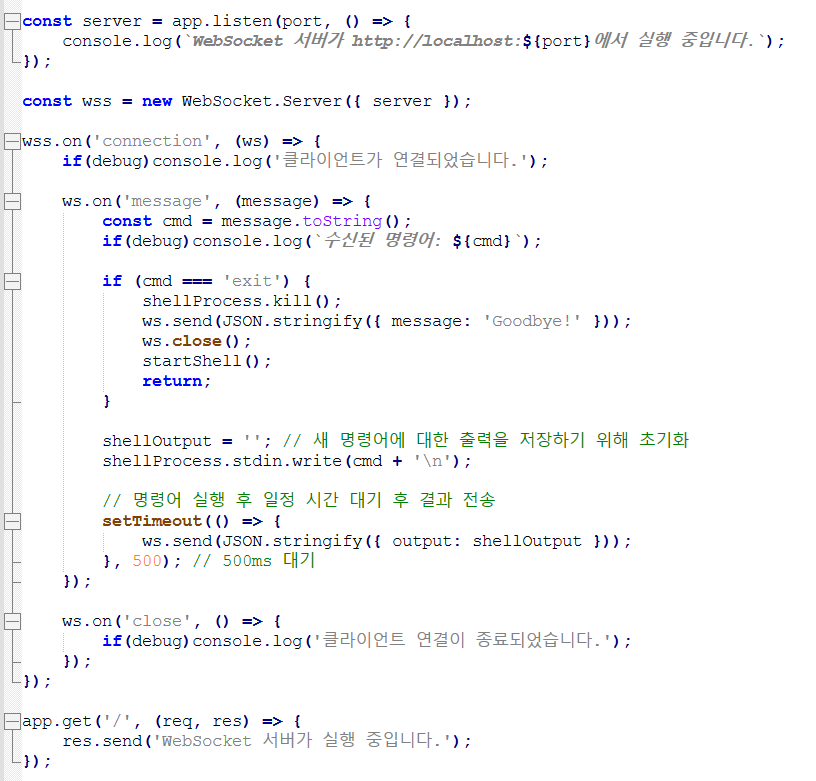 const server = app.listen(port, () => {
    console.log(`WebSocket 서버가 http://localhost:${port}에서 실행 중입니다.`);
});

const wss = new WebSocket.Server({ server });

wss.on('connection', (ws) => {
    if(debug)console.log('클라이언트가 연결되었습니다.');

    ws.on('message', (message) => {
        const cmd = message.toString();
        if(debug)console.log(`수신된 명령어: ${cmd}`);

        if (cmd === 'exit') {
            shellProcess.kill();
            ws.send(JSON.stringify({ message: 'Goodbye!' }));
            ws.close();
            startShell();
            return;
        }

        shellOutput = ''; // 새 명령어에 대한 출력을 저장하기 위해 초기화
        shellProcess.stdin.write(cmd + '\n');

        // 명령어 실행 후 일정 시간 대기 후 결과 전송
        setTimeout(() => {
            ws.send(JSON.stringify({ output: shellOutput }));
        }, 500); // 500ms 대기
    });

    ws.on('close', () => {
        if(debug)console.log('클라이언트 연결이 종료되었습니다.');
    });
});

app.get('/', (req, res) => {
    res.send('WebSocket 서버가 실행 중입니다.');
});